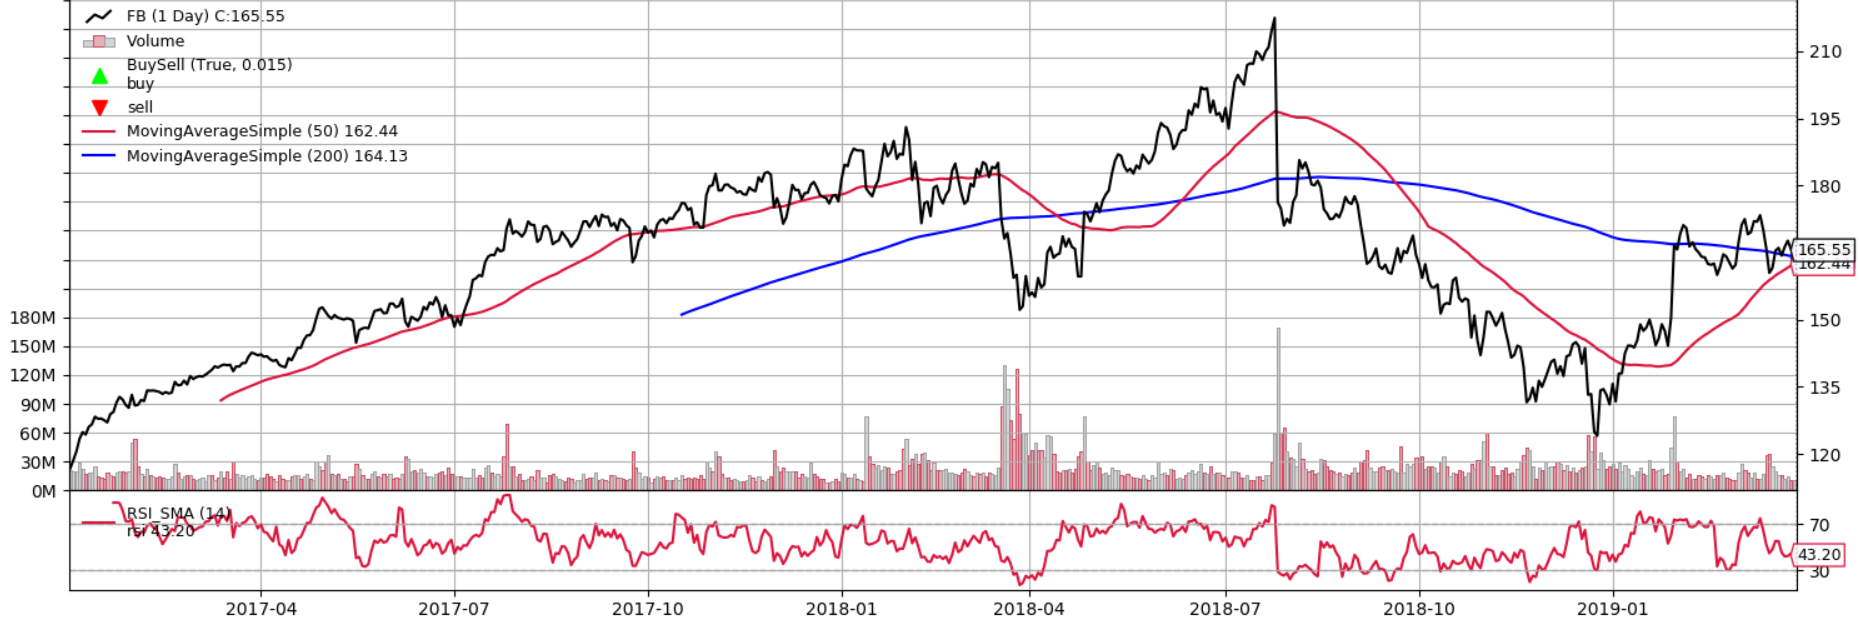 FB (1 Day) C:165.55
Volume
BuySell (True, 0.015)
buy
sell
MovingAverageSimple (50) 162.44
MovingAverageSimple (200) 164.13
210
195
180
165.55
162.44
150
135
120
180M
150M
120M
90M
60M
30M
0M
RSI_SMA (14)
rsi 43.20
70
43.20
30
2017-04 2017-07 2017-10 2018-01 2018-04 2018-07 2018-10 2019-01